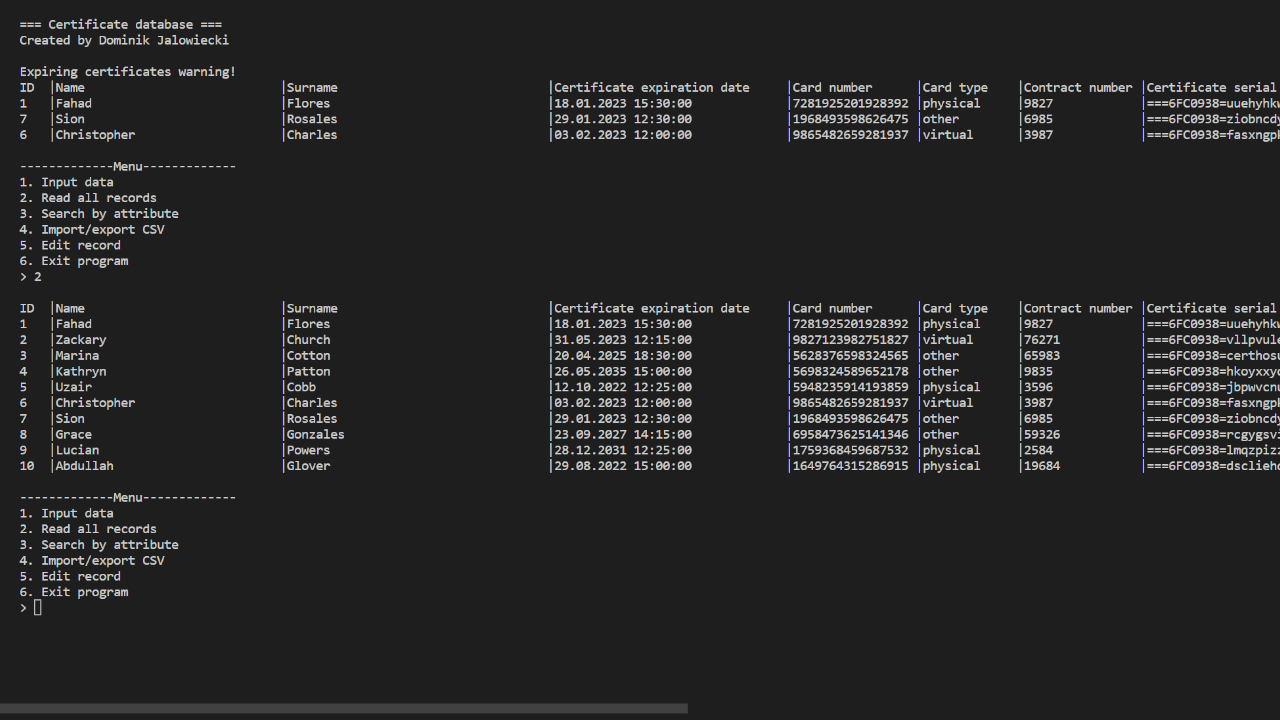 === Certificate database ===
Created by Dominik Jalowiecki
Expiring certificates warning!
ID |Name |Surname |Certificate expiration date |Card number |Card type |Contract number |Certificate serial
1 |Fahad |Flores |18.01.2023 15:30:00 |7281925201928392 |physical |9827 |===6FC0938=uuehyhkw
7 |Sion |Rosales |29.01.2023 12:30:00 |1968493598626475 |other |6985 |===6FC0938=ziobncdy
6 |Christopher |Charles |03.02.2023 12:00:00 |9865482659281937 |virtual |3987 |===6FC0938=fasxngpk
-------------Menu-------------
1. Input data
2. Read all records
3. Search by attribute
4. Import/export CSV
5. Edit record
6. Exit program
> 2
ID |Name |Surname |Certificate expiration date |Card number |Card type |Contract number |Certificate serial
1 |Fahad |Flores |18.01.2023 15:30:00 |7281925201928392 |physical |9827 |===6FC0938=uuehyhkw
2 |Zackary |Church |31.05.2023 12:15:00 |9827123982751827 |virtual |76271 |===6FC0938=vllpvule
3 |Marina |Cotton |20.04.2025 18:30:00 |5628376598324565 |other |65983 |===6FC0938=certhosu
4 |Kathryn |Patton |26.05.2035 15:00:00 |5698324589652178 |other |9835 |===6FC0938=hkoyxxyc
5 |Uzair |Cobb |12.10.2022 12:25:00 |5948235914193859 |physical |3596 |===6FC0938=jbpwvcnu
6 |Christopher |Charles |03.02.2023 12:00:00 |9865482659281937 |virtual |3987 |===6FC0938=fasxngpk
7 |Sion |Rosales |29.01.2023 12:30:00 |1968493598626475 |other |6985 |===6FC0938=ziobncdy
8 |Grace |Gonzales |23.09.2027 14:15:00 |6958473625141346 |other |59326 |===6FC0938=rcgygsvi
9 |Lucian |Powers |28.12.2031 12:25:00 |1759368459687532 |physical |2584 |===6FC0938=lmqzpizz
10 |Abdullah |Glover |29.08.2022 15:00:00 |1649764315286915 |physical |19684 |===6FC0938=dscliehc
-------------Menu-------------
1. Input data
2. Read all records
3. Search by attribute
4. Import/export CSV
5. Edit record
6. Exit program
>